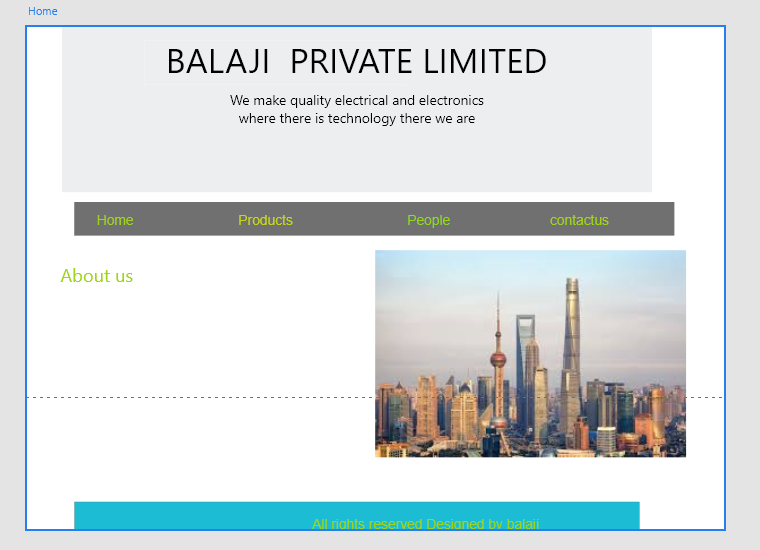 Home
BALAJI  PRIVATE LIMITED
We make quality electrical and electronics
where there is technology there we are
Home Products People contactus
About us
All rights reserved Designed by balaji